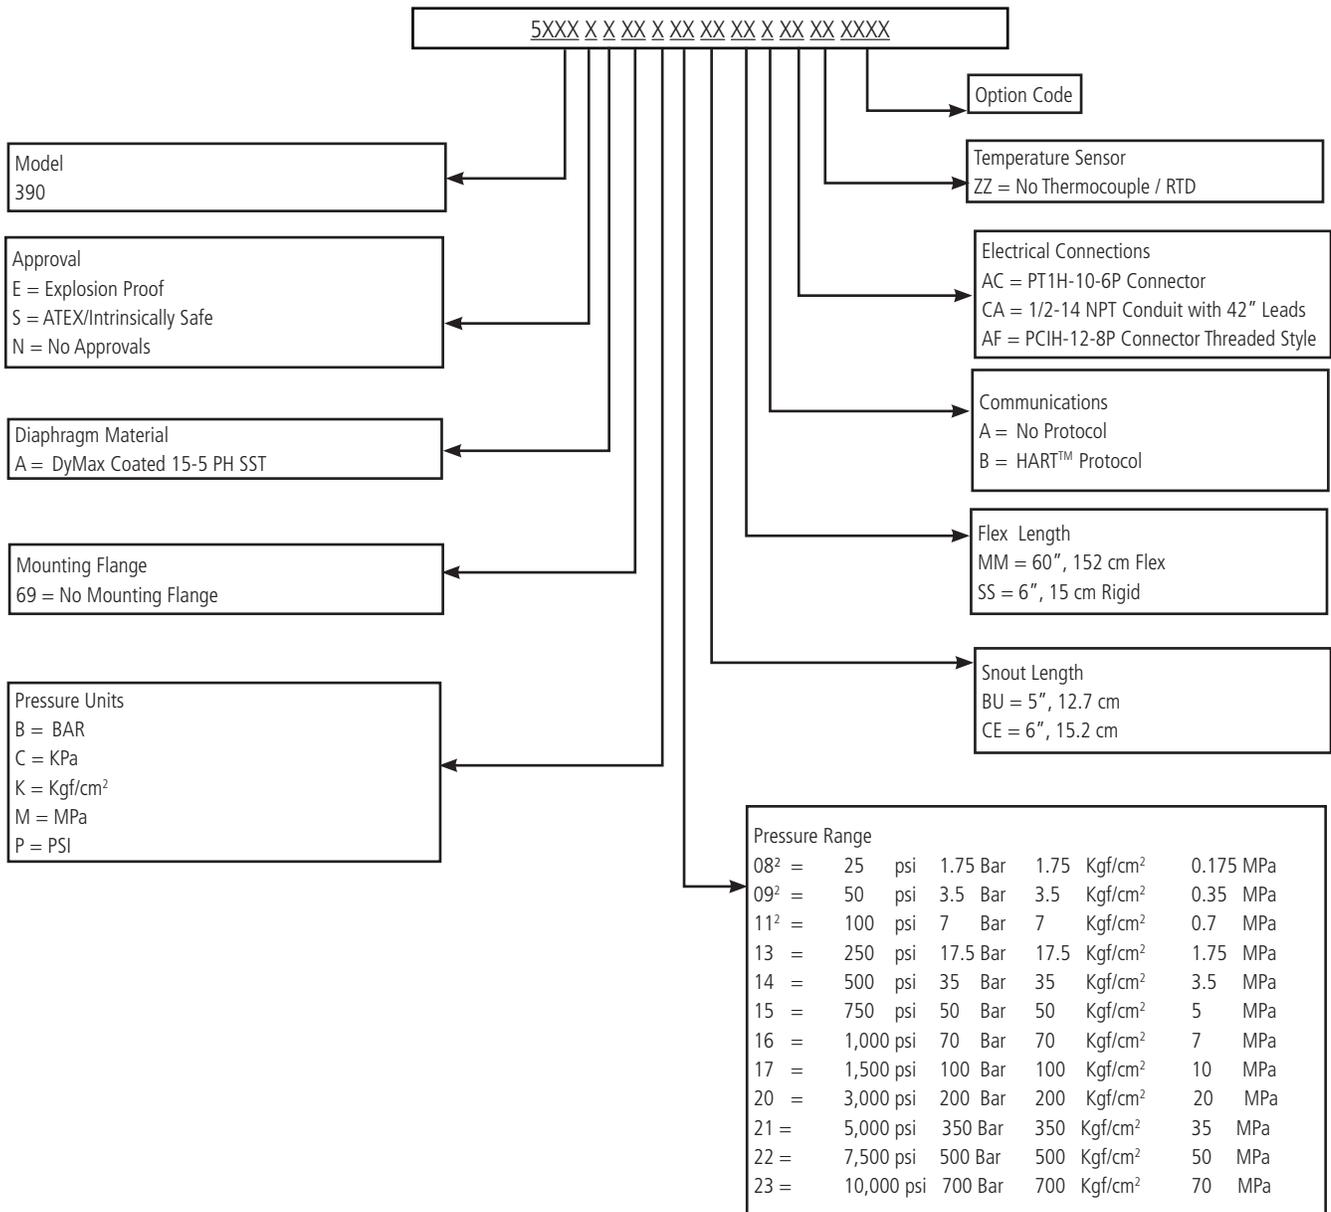 5XXX X X XX X XX XX XX X XX XX XXXX
Option Code
Model
390
Temperature Sensor
ZZ = No Thermocouple / RTD
Approval
E = Explosion Proof
S = ATEX/Intrinsically Safe
N = No Approvals
Electrical Connections
AC = PT1H-10-6P Connector
CA = 1/2-14 NPT Conduit with 42” Leads
AF = PCIH-12-8P Connector Threaded Style
Diaphragm Material
A = DyMax Coated 15-5 PH SST
Communications
A = No Protocol
B = HART™ Protocol
Mounting Flange
69 = No Mounting Flange
Flex Length
MM = 60”, 152 cm Flex
SS = 6”, 15 cm Rigid
Pressure Units
B = BAR
C = KPa
K = Kgf/cm²
M = MPa
P = PSI
Snout Length
BU = 5”, 12.7 cm
CE = 6”, 15.2 cm
Pressure Range
08² = 25 psi 1.75 Bar 1.75 Kgf/cm² 0.175 MPa
09² = 50 psi 3.5 Bar 3.5 Kgf/cm² 0.35 MPa
11² = 100 psi 7 Bar 7 Kgf/cm² 0.7 MPa
13 = 250 psi 17.5 Bar 17.5 Kgf/cm² 1.75 MPa
14 = 500 psi 35 Bar 35 Kgf/cm² 3.5 MPa
15 = 750 psi 50 Bar 50 Kgf/cm² 5 MPa
16 = 1,000 psi 70 Bar 70 Kgf/cm² 7 MPa
17 = 1,500 psi 100 Bar 100 Kgf/cm² 10 MPa
20 = 3,000 psi 200 Bar 200 Kgf/cm² 20 MPa
21 = 5,000 psi 350 Bar 350 Kgf/cm² 35 MPa
22 = 7,500 psi 500 Bar 500 Kgf/cm² 50 MPa
23 = 10,000 psi 700 Bar 700 Kgf/cm² 70 MPa